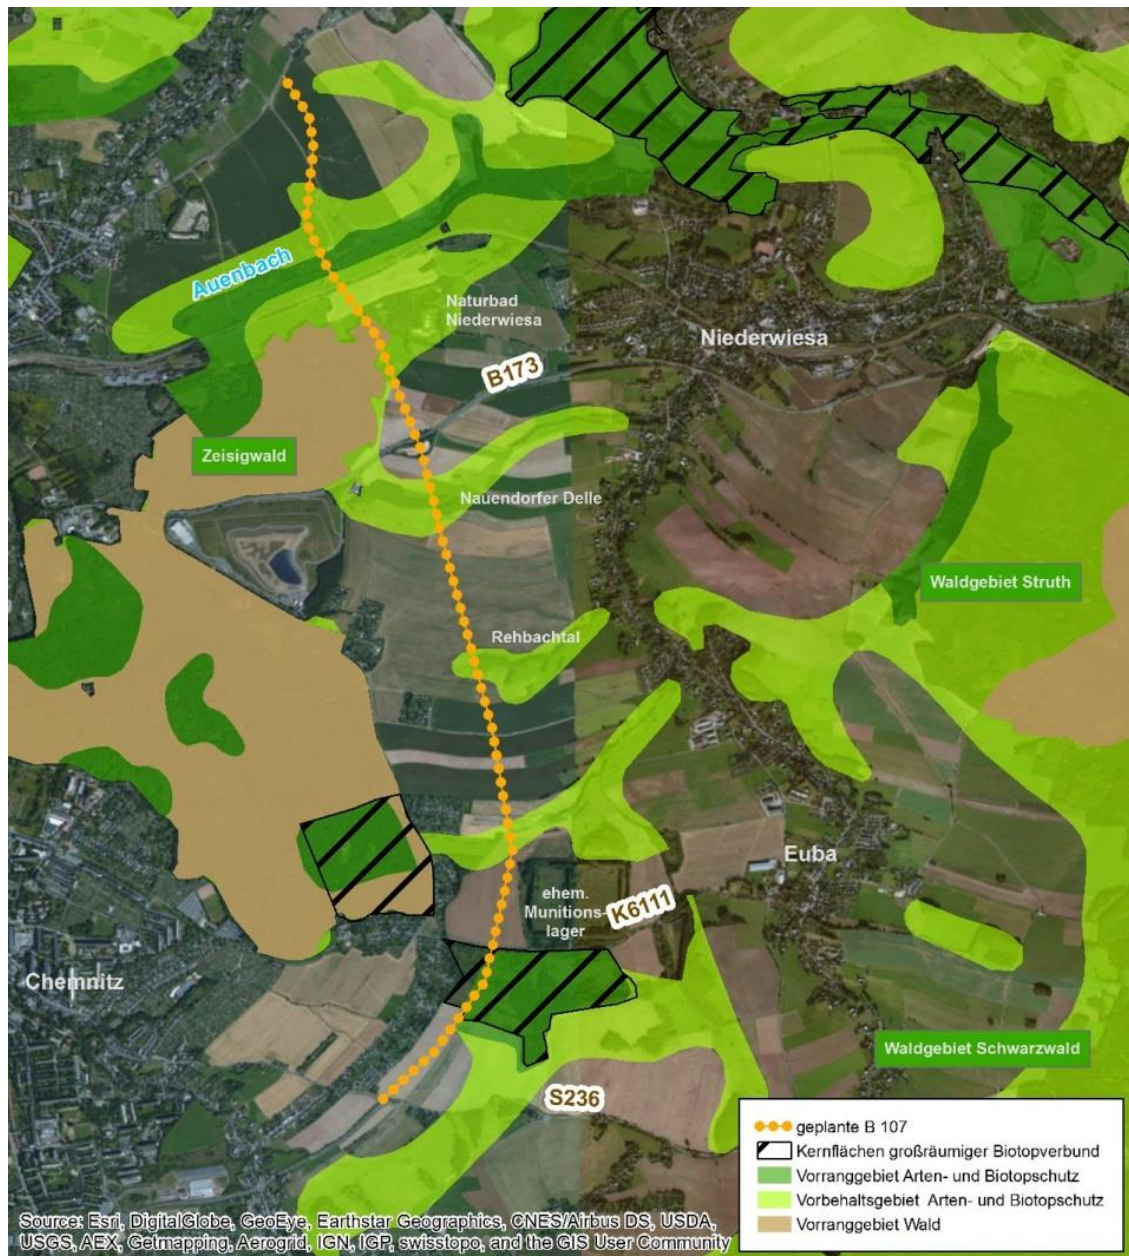 Auenbach
Naturbad
Niederwiesa
Niederwiesa
B173
Zeisigwald
Nauendorfer Delle
Waldgebiet Struth
Rehbachtal
Euba
ehem.
Munitions-
lager
K6111
Chemnitz
Waldgebiet Schwarzwald
S236
geplante B 107
Kernflächen großräumiger Biotopverbund
Vorranggebiet Arten- und Biotopschutz
Vorbehaltsgebiet Arten- und Biotopschutz
Vorranggebiet Wald
Source: Esri, DigitalGlobe, GeoEye, Earthstar Geographics, CNES/Airbus DS, USDA,
USGS, AEX, Getmapping, Aerogrid, IGN, IGP, swisstopo, and the GIS User Community